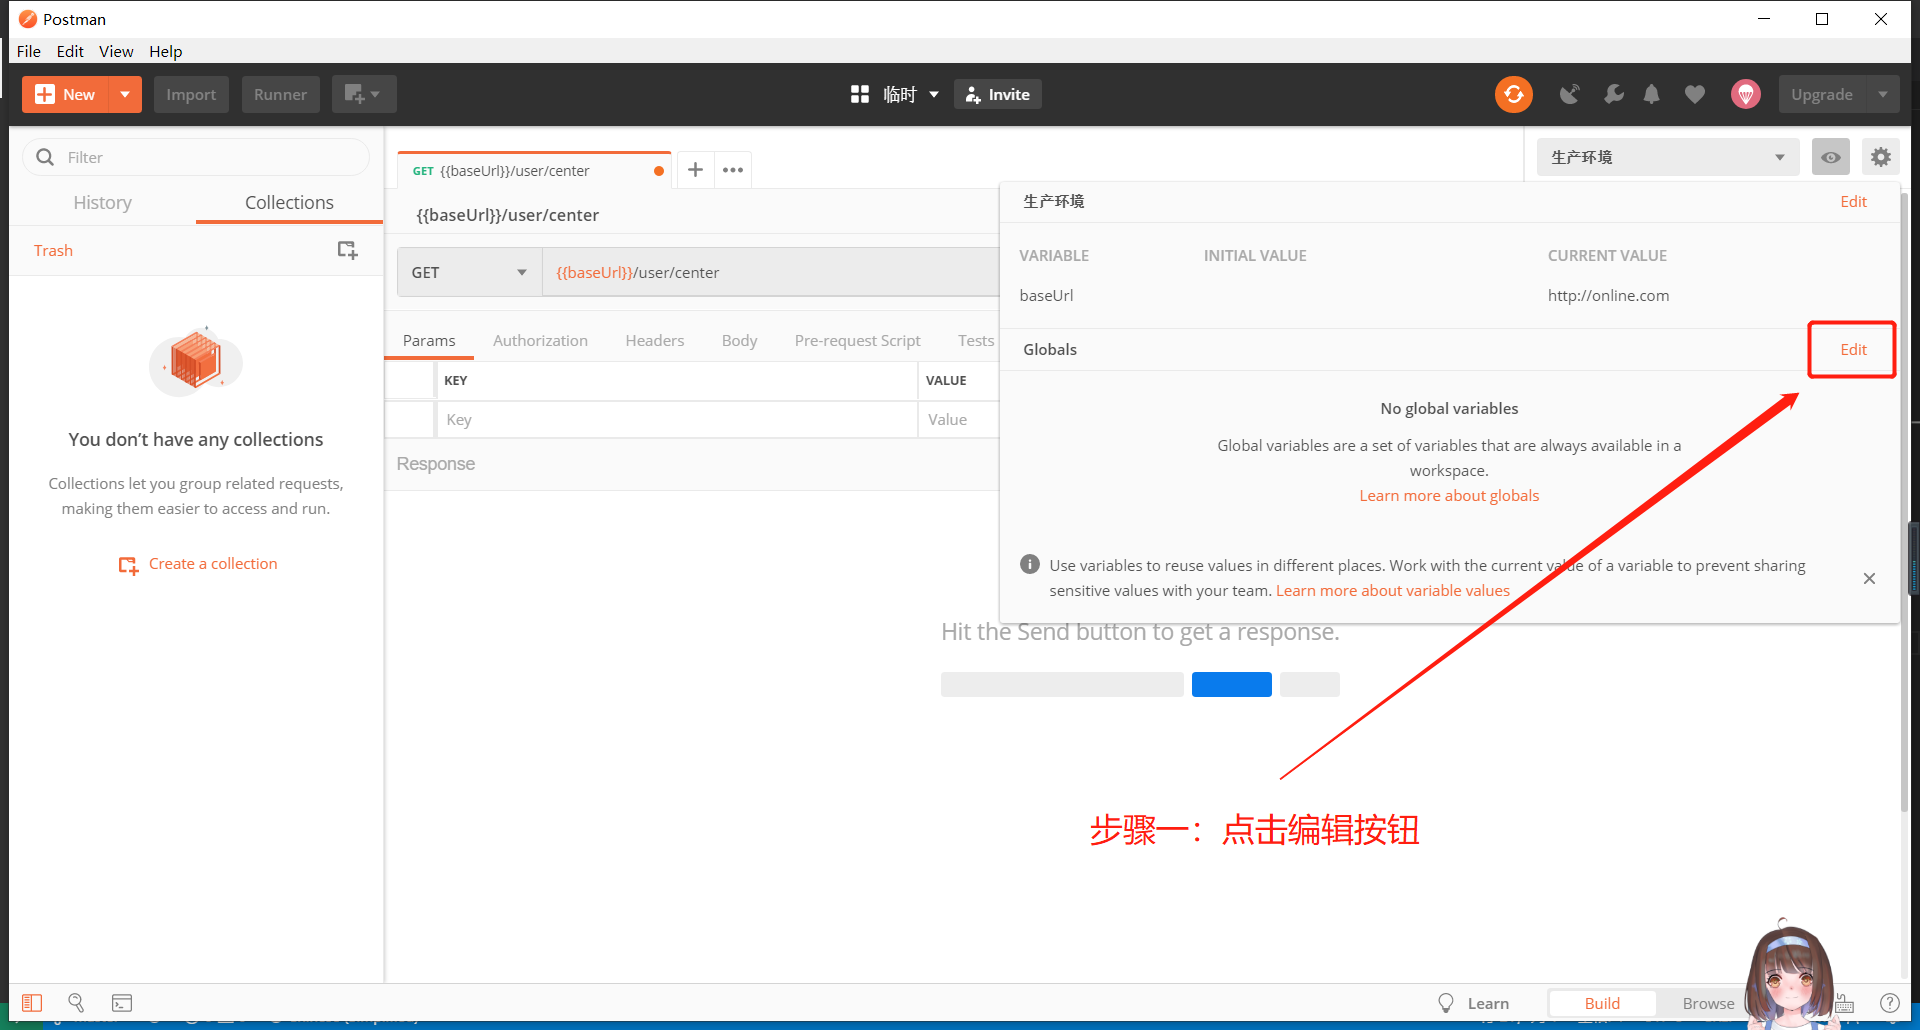 Postman
File Edit View Help
New Import Runner 临时 Invite Upgrade
Filter
History Collections
Trash
You don’t have any collections
Collections let you group related requests,
making them easier to access and run.
Create a collection
GET {{baseUrl}}/user/center
{{baseUrl}}/user/center
GET {{baseUrl}}/user/center
Params Authorization Headers Body Pre-request Script Tests
KEY VALUE
Key Value
Response
Hit the Send button to get a response.
生产环境
生产环境 Edit
VARIABLE INITIAL VALUE CURRENT VALUE
baseUrl http://online.com
Globals Edit
No global variables
Global variables are a set of variables that are always available in a
workspace.
Learn more about globals
Use variables to reuse values in different places. Work with the current value of a variable to prevent sharing
sensitive values with your team. Learn more about variable values
步骤一：点击编辑按钮
Learn Build Browse